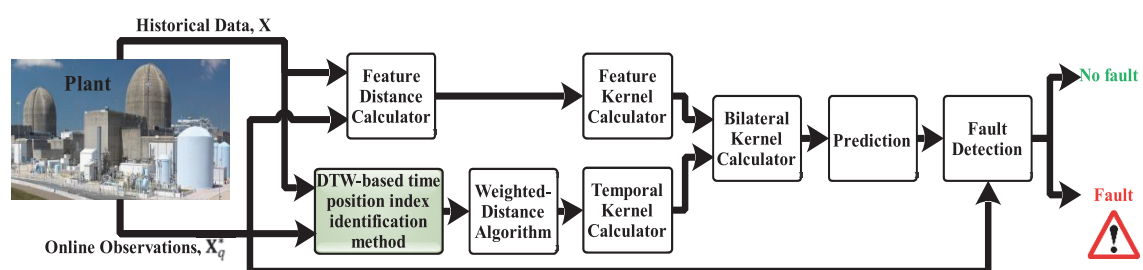 Historical Data, X
Plant
Feature
Distance
Calculator
Feature
Kernel
Calculator
Bilateral
Kernel
Calculator
Prediction
Fault
Detection
No fault
Fault
DTW-based time
position index
identification
method
Weighted-
Distance
Algorithm
Temporal
Kernel
Calculator
Online Observations, X*q